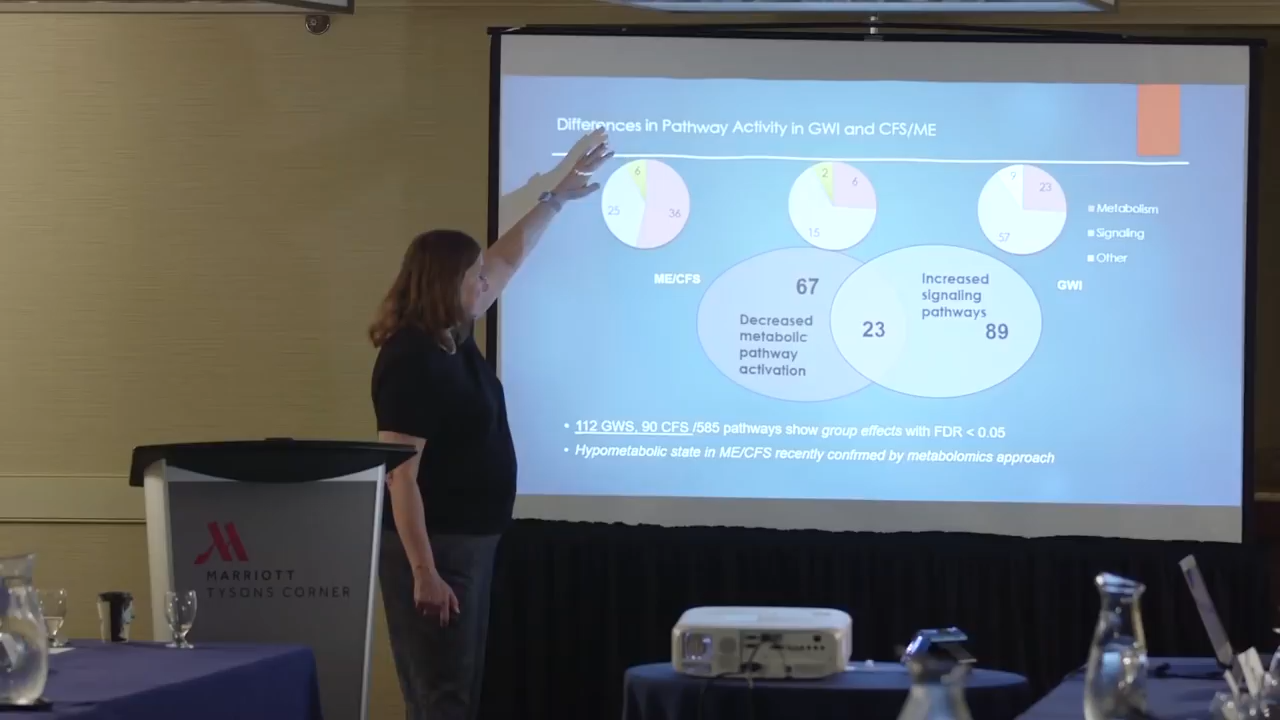 Differences in Pathway Activity in GWI and CFS/ME
6
25
36
2
6
15
9
23
57
Metabolism
Signaling
Other
ME/CFS
67
Decreased
metabolic
pathway
activation
23
Increased
signaling
pathways
89
GWI
• 112 GWS, 90 CFS /585 pathways show group effects with FDR < 0.05
• Hypometabolic state in ME/CFS recently confirmed by metabolomics approach
MARRIOTT
TYSONS CORNER